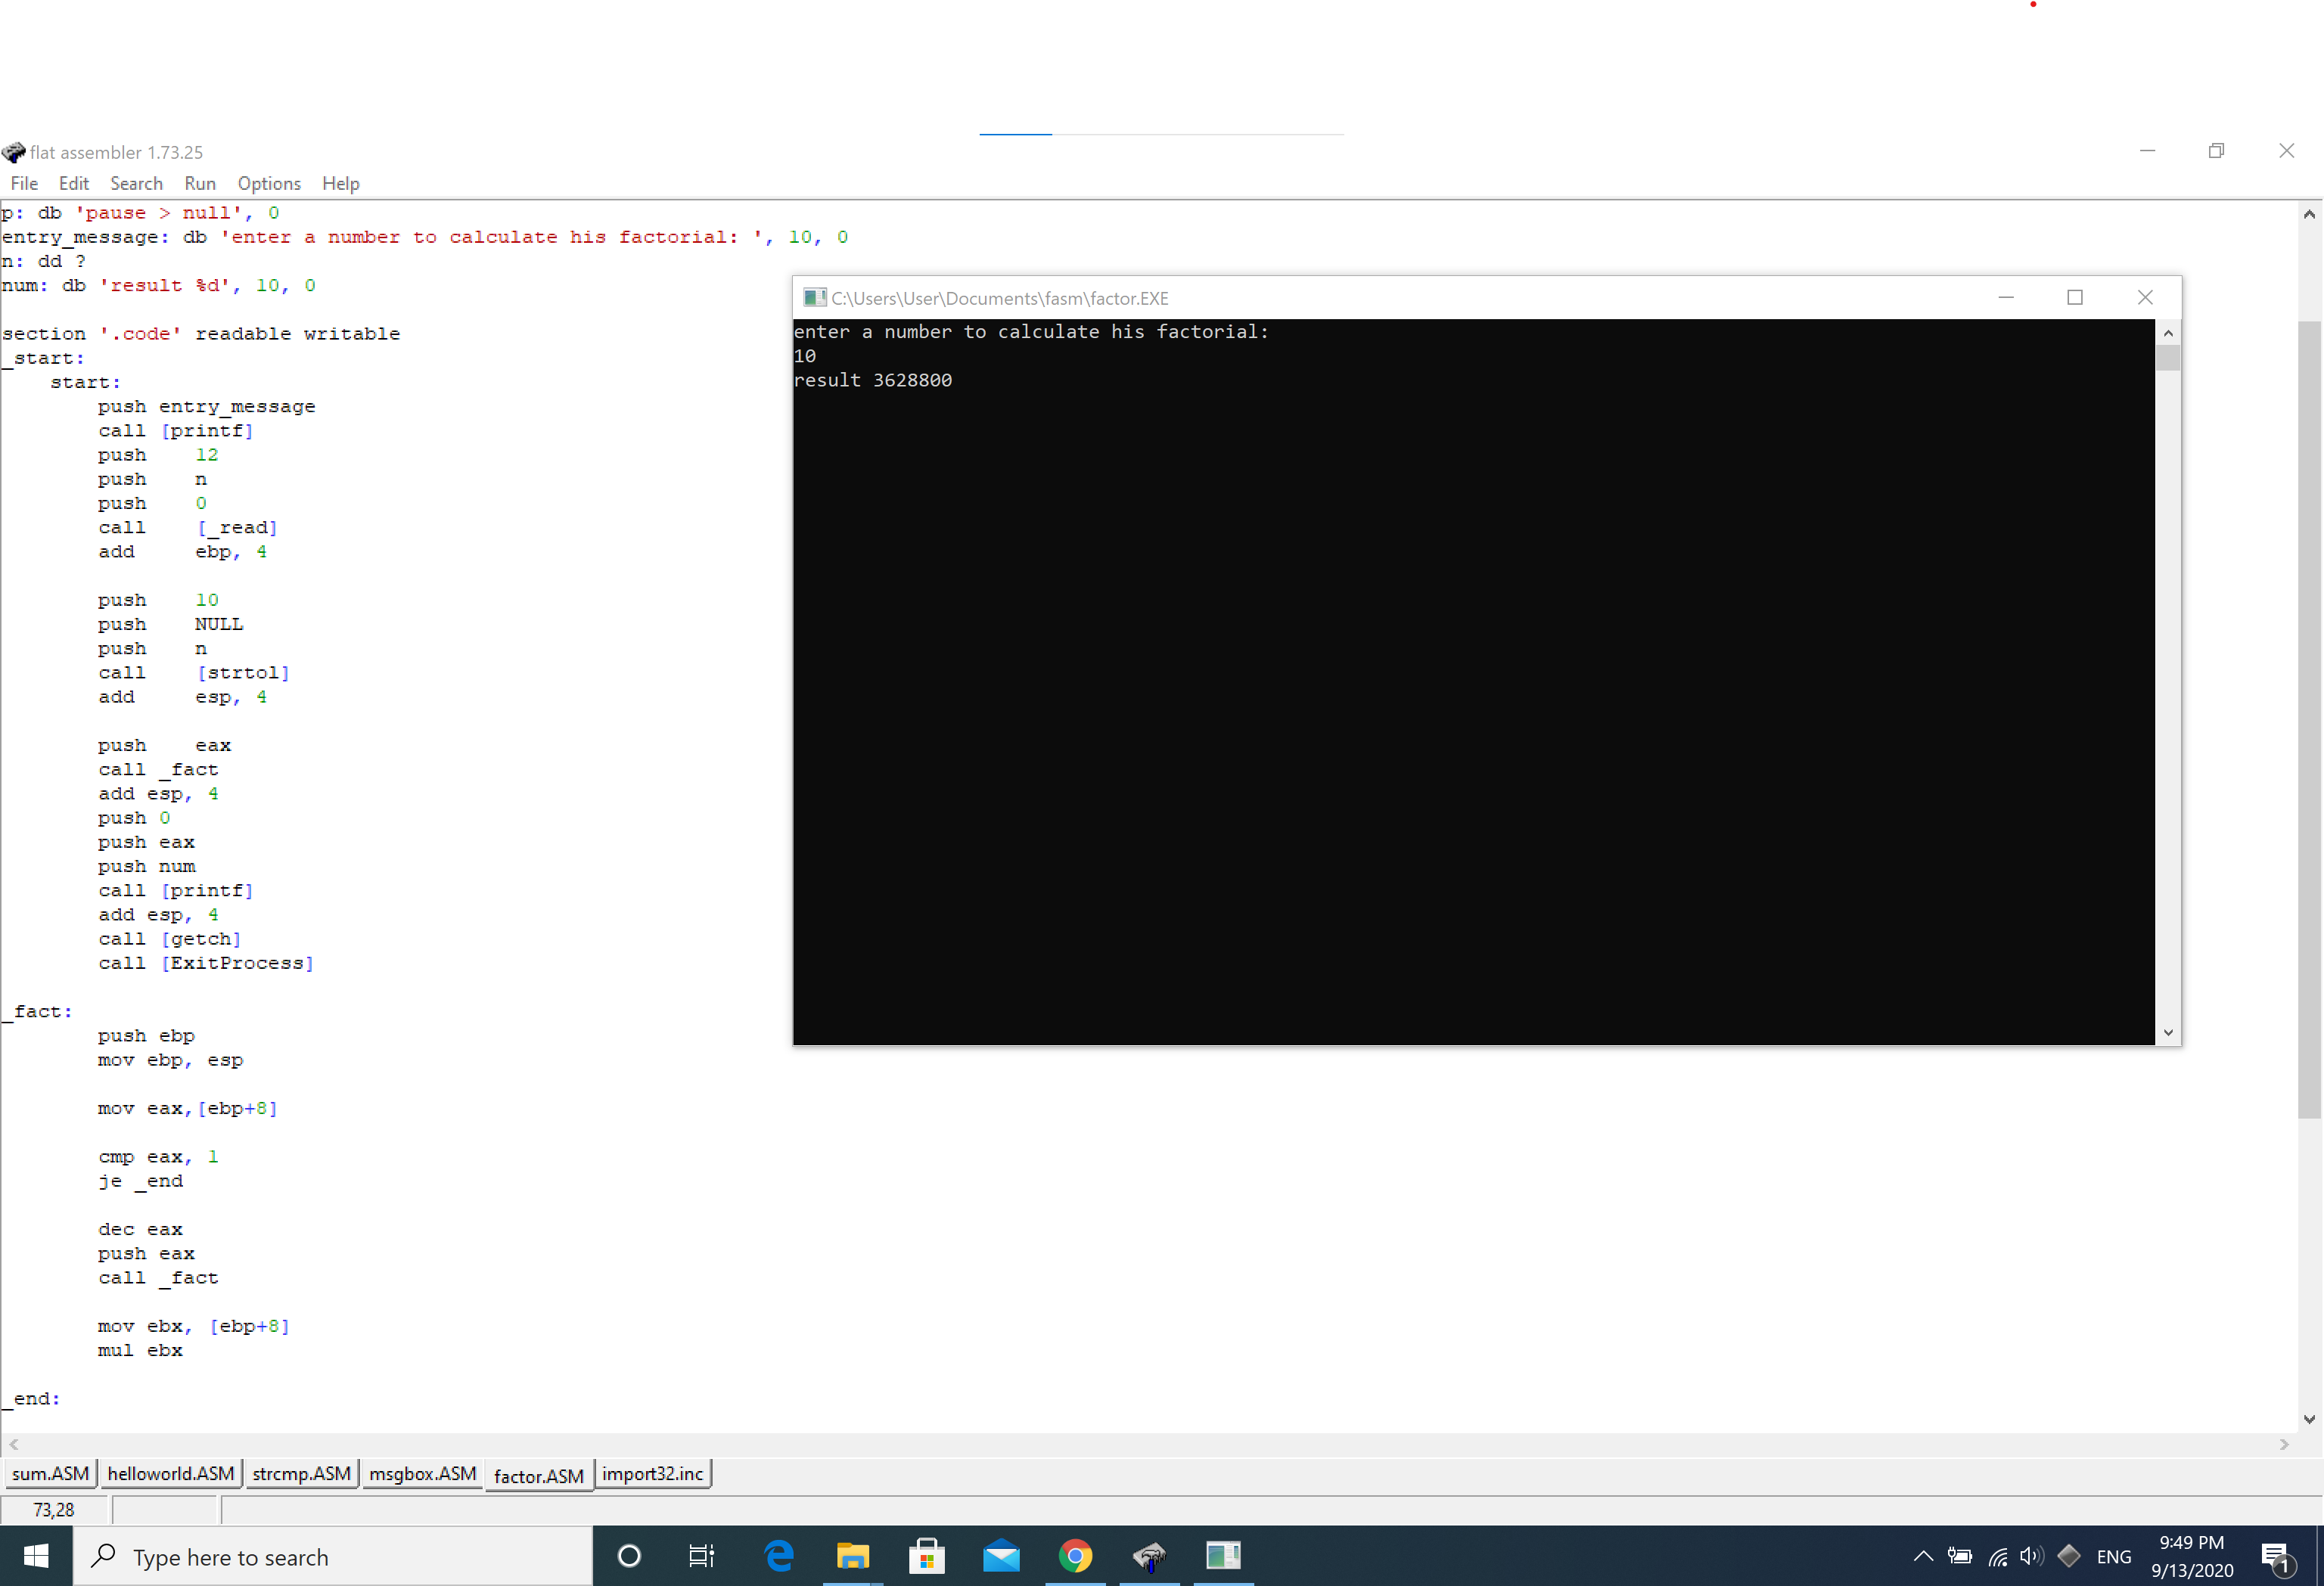 flat assembler 1.73.25
File Edit Search Run Options Help
p: db 'pause > null', 0
entry_message: db 'enter a number to calculate his factorial: ', 10, 0
n: dd ?
num: db 'result %d', 10, 0
section '.code' readable writable
_start:
start:
push entry_message
call [printf]
push 12
push n
push 0
call [_read]
add ebp, 4
push 10
push NULL
push n
call [strtol]
add esp, 4
push eax
call _fact
add esp, 4
push 0
push eax
push num
call [printf]
add esp, 4
call [getch]
call [ExitProcess]
_fact:
push ebp
mov ebp, esp
mov eax,[ebp+8]
cmp eax, 1
je _end
dec eax
push eax
call _fact
mov ebx, [ebp+8]
mul ebx
_end:
C:\Users\User\Documents\fasm\factor.EXE
enter a number to calculate his factorial:
10
result 3628800
sum.ASM helloworld.ASM strcmp.ASM msgbox.ASM factor.ASM import32.inc
73,28
Type here to search
ENG
9:49 PM
9/13/2020
1